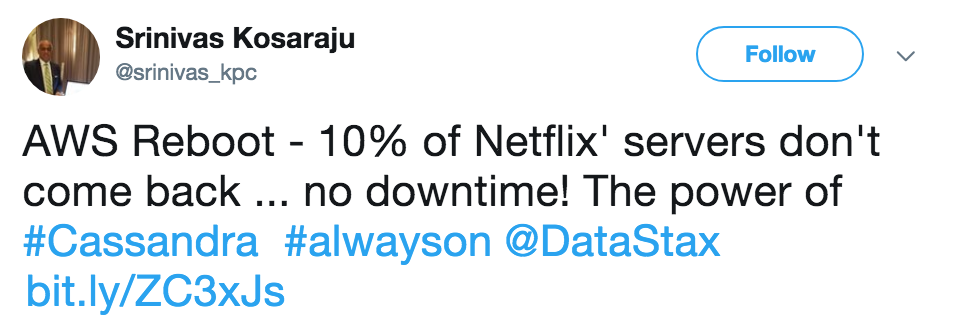 Srinivas Kosaraju
@srinivas_kpc
Follow
AWS Reboot - 10% of Netflix' servers don't
come back ... no downtime! The power of
#Cassandra #alwayson @DataStax
bit.ly/ZC3xJs